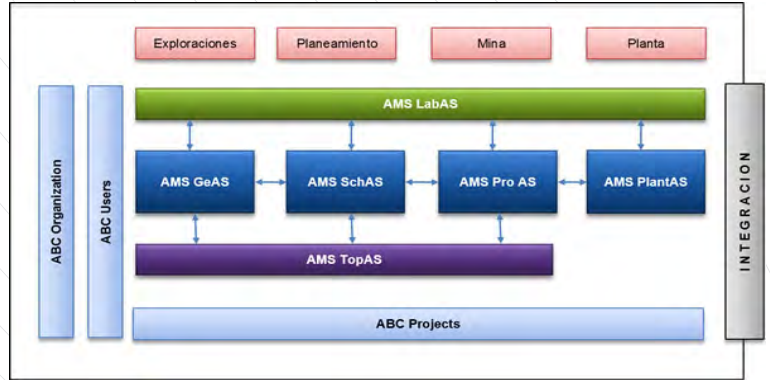 Exploraciones
Planeamiento
Mina
Planta
AMS LabAS
AMS GeAS
AMS SchAS
AMS Pro AS
AMS PlantAS
AMS TopAS
ABC Projects
ABC Organization
ABC Users
INTEGRACION